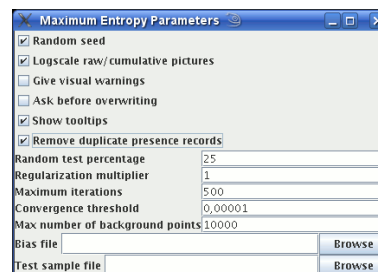 Maximum Entropy Parameters
Random seed
Logscale raw/cumulative pictures
Give visual warnings
Ask before overwriting
Show tooltips
Remove duplicate presence records
Random test percentage 25
Regularization multiplier 1
Maximum iterations 500
Convergence threshold 0,00001
Max number of background points 10000
Bias file Browse
Test sample file Browse